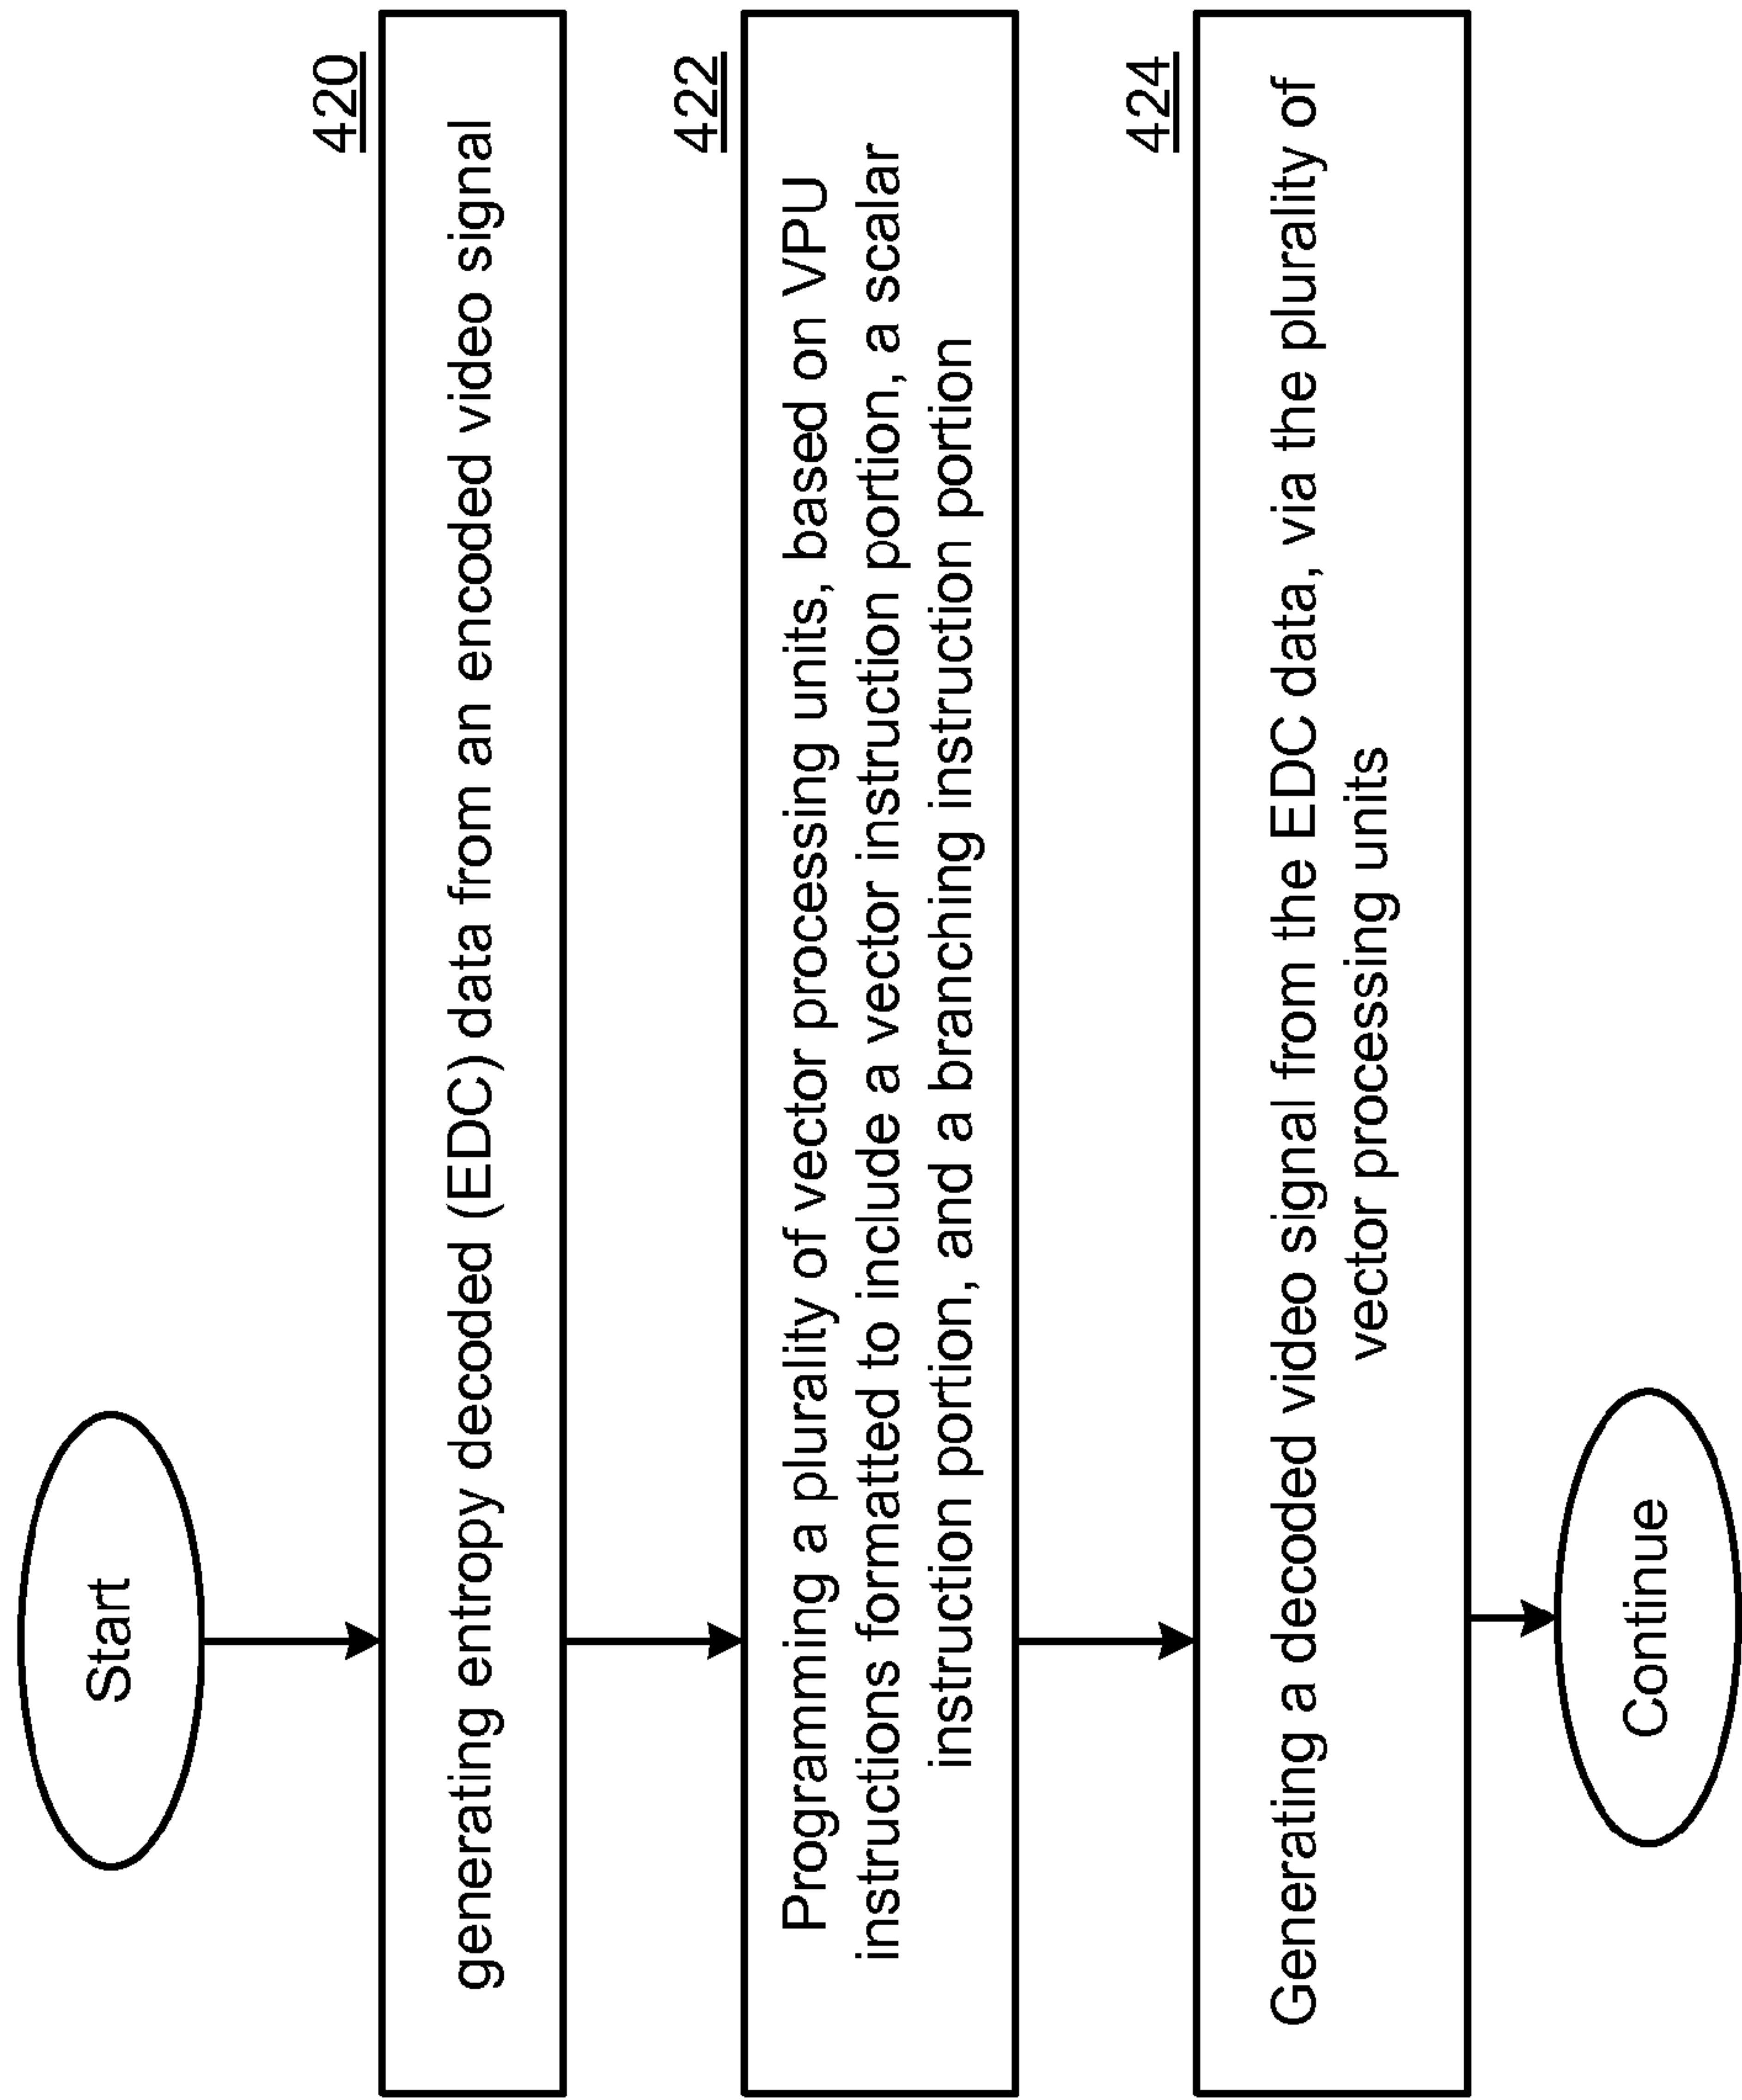 Start
420
generating entropy decoded (EDC) data from an encoded video signal
422
Programming a plurality of vector processing units, based on VPU
instructions formatted to include a vector instruction portion, a scalar
instruction portion, and a branching instruction portion
424
Generating a decoded video signal from the EDC data, via the plurality of
vector processing units
Continue